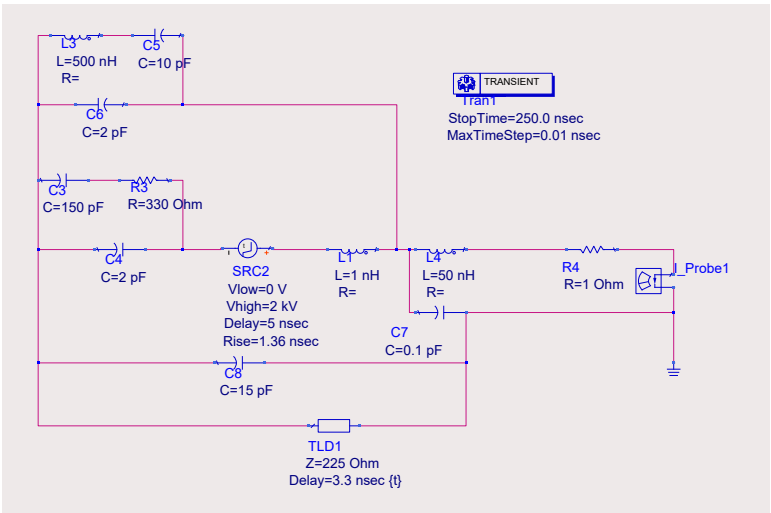 L3
L=500 nH
R=
C5
C=10 pF
C6
C=2 pF
TRANSIENT
Tran1
StopTime=250.0 nsec
MaxTimeStep=0.01 nsec
C3
C=150 pF
R3
R=330 Ohm
C4
C=2 pF
SRC2
Vlow=0 V
Vhigh=2 kV
Delay=5 nsec
Rise=1.36 nsec
L1
L=1 nH
R=
L4
L=50 nH
R=
R4
R=1 Ohm
I_Probe1
C7
C=0.1 pF
C8
C=15 pF
TLD1
Z=225 Ohm
Delay=3.3 nsec {t}